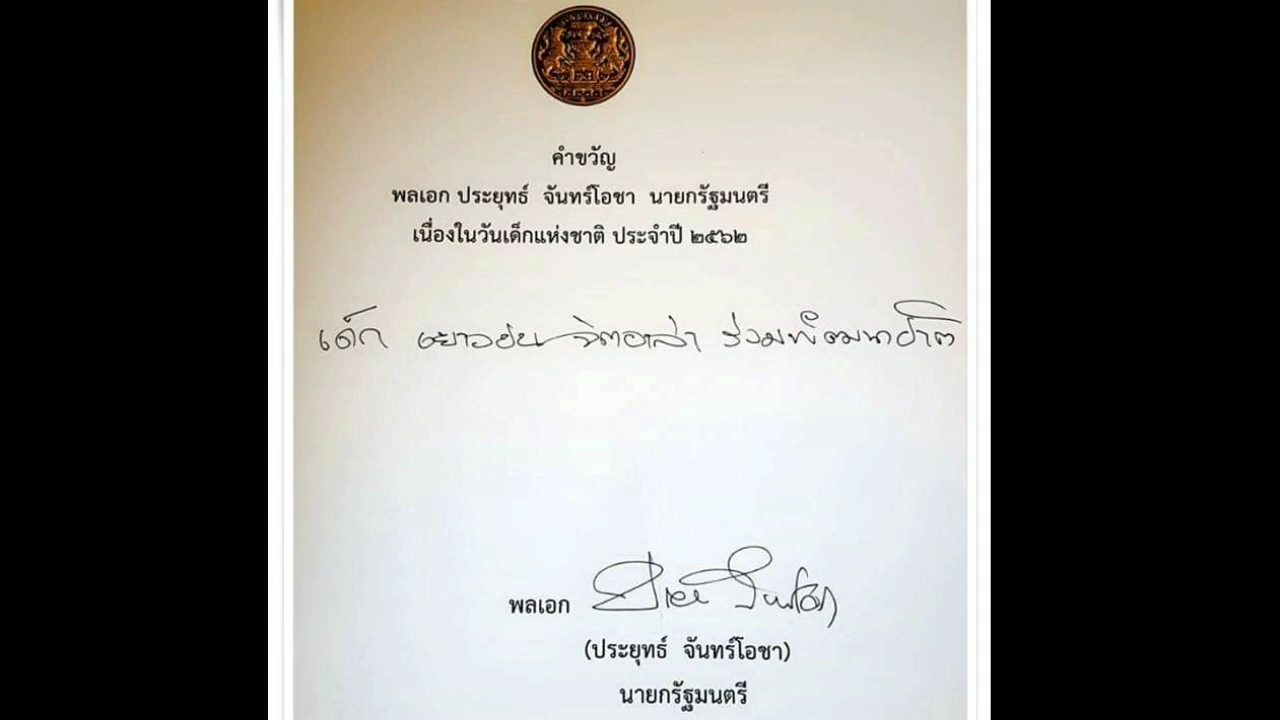 คำขวัญ
พลเอก ประยุทธ์ จันทร์โอชา นายกรัฐมนตรี
เนื่องในวันเด็กแห่งชาติ ประจำปี ๒๕๖๒
เด็ก เยาวชน จิตอาสา ร่วมพัฒนาชาติ
พลเอก
(ประยุทธ์ จันทร์โอชา)
นายกรัฐมนตรี